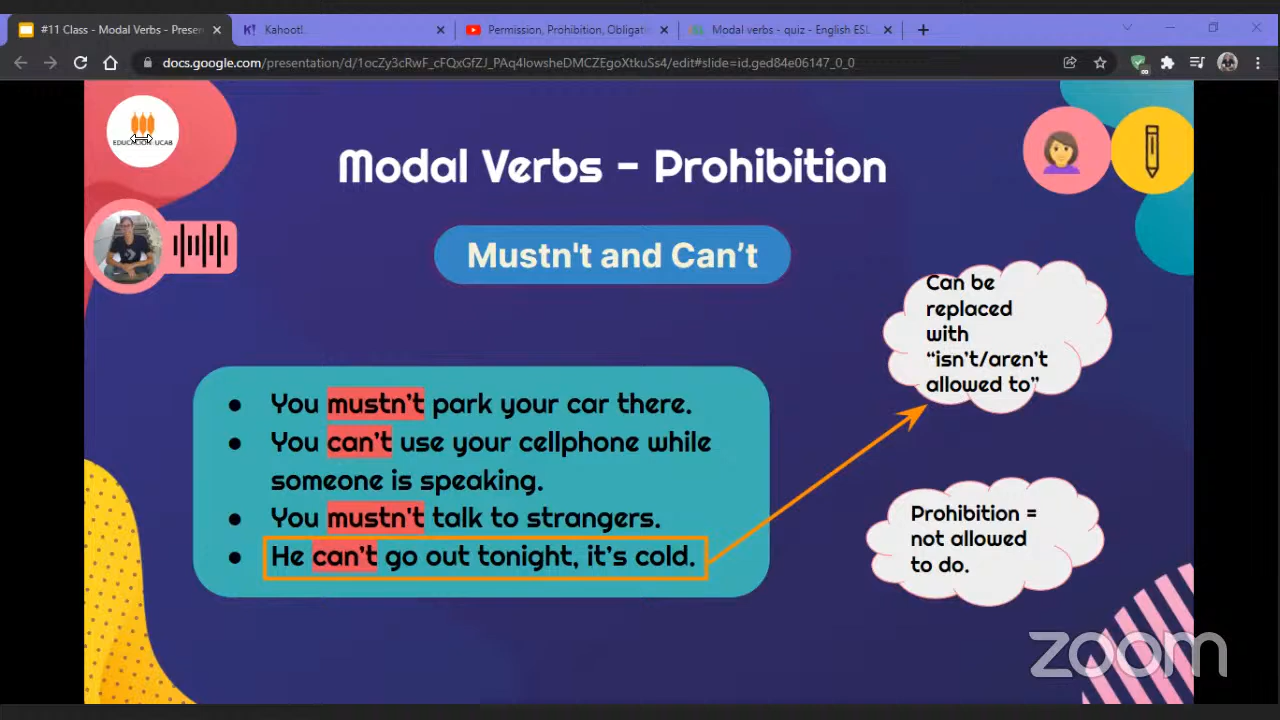 #11 Class - Modal Verbs - Presen
Kahoot!
Permission, Prohibition, Obligati
Modal verbs - quiz - English ESL
docs.google.com/presentation/d/1ocZy3cRwF_cFQxGfZJ_PAq4lowsheDMCZEgoXtkuSs4/edit#slide=id.ged84e06147_0_0
EDUCACIÓN UCAB
Modal Verbs - Prohibition
Mustn't and Can't
Can be
replaced
with
“isn't/aren't
allowed to”
● You mustn't park your car there.
● You can't use your cellphone while
someone is speaking.
● You mustn't talk to strangers.
● He can't go out tonight, it's cold.
Prohibition =
not allowed
to do.
zoom